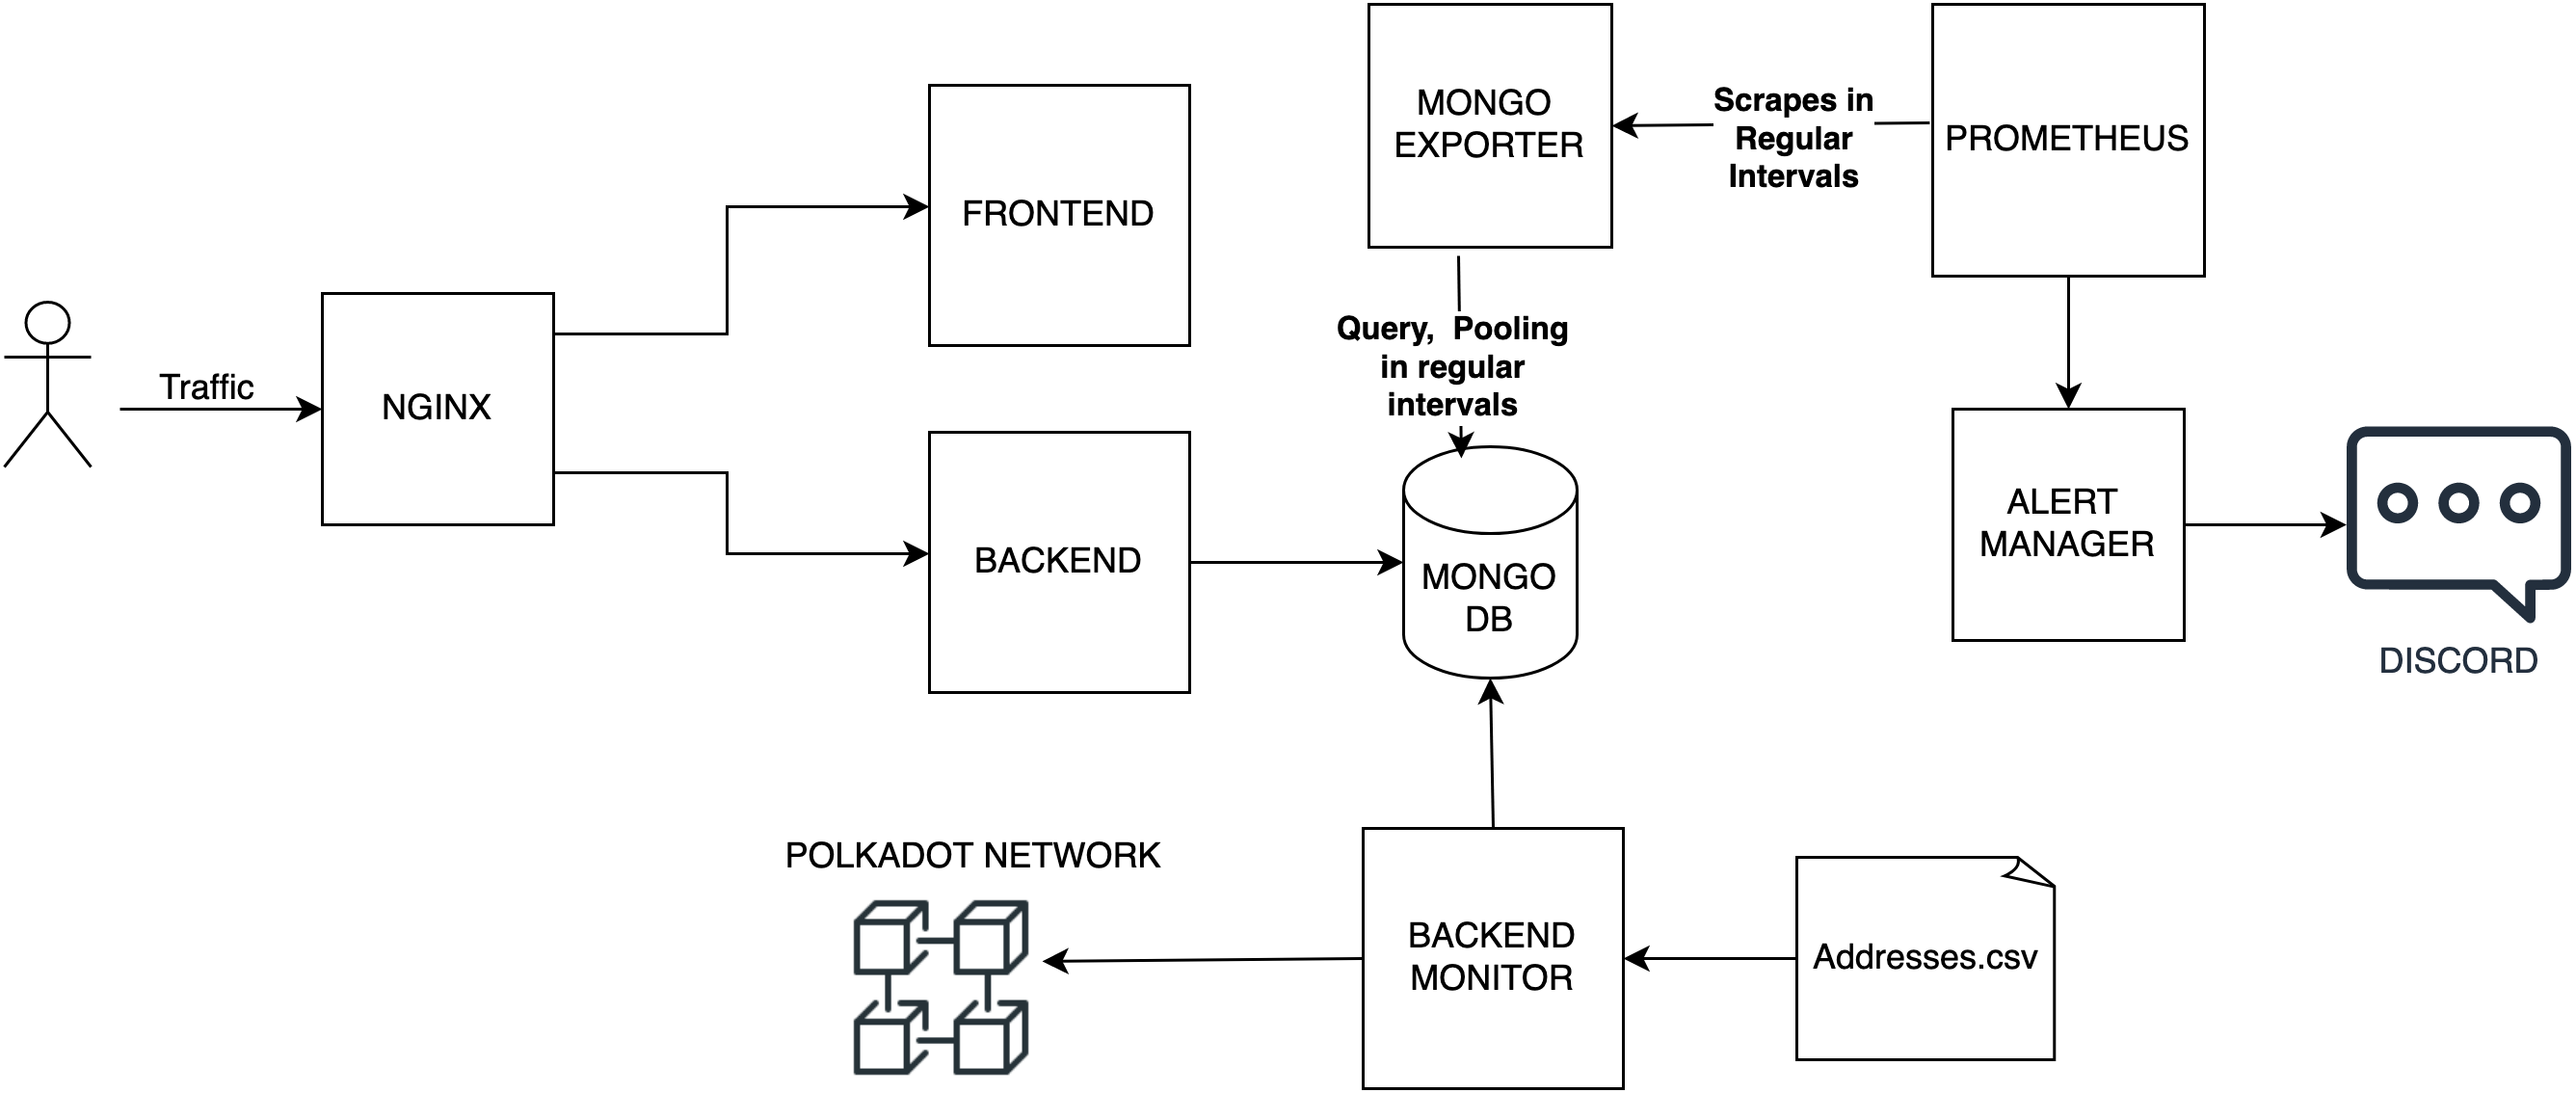 MONGO
EXPORTER
Scrapes in
Regular
Intervals
PROMETHEUS
FRONTEND
Traffic
NGINX
Query,  Pooling
in regular
intervals
BACKEND
MONGO
DB
ALERT
MANAGER
DISCORD
POLKADOT NETWORK
BACKEND
MONITOR
Addresses.csv